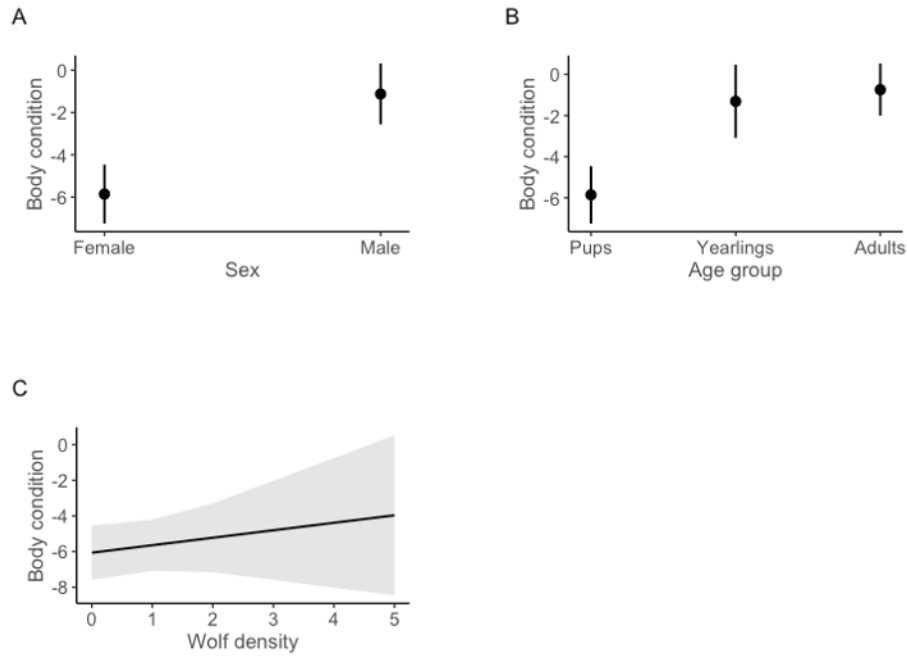 A
Body condition
0
-2
-4
-6
Female
Male
Sex
B
Body condition
0
-2
-4
-6
Pups
Yearlings
Adults
Age group
C
Body condition
0
-2
-4
-6
-8
0 1 2 3 4 5
Wolf density